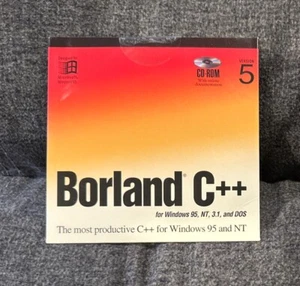 CD-ROM
VERSION
5
Borland® C++
for Windows 95, NT, 3.1, and DOS
The most productive C++ for Windows 95 and NT